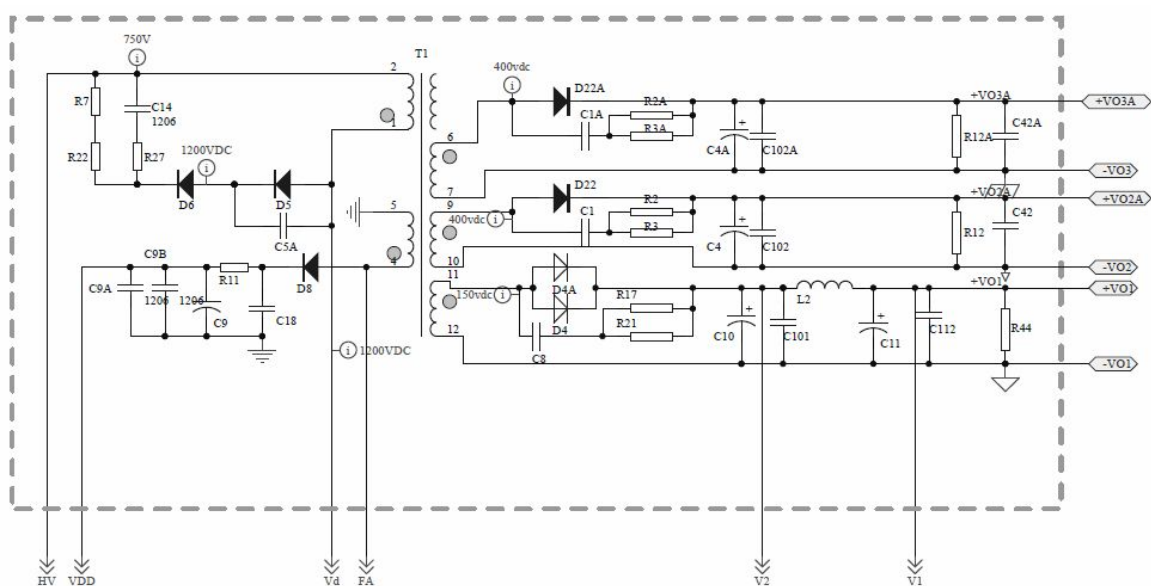 750V
T1
400vdc
2
D22A
+VO3A
+VO3A
R7
C14
1206
C1A
R2A
R3A
1
6
C4A
C102A
R12A
C42A
R22
R27
1200VDC
7
-VO3
D6
D5
D22
+VO2A
+VO2A
5
9
400vdc
C1
R2
R3
C5A
C4
C102
R12
C42
C9B
R11
D8
4
10
-VO2
11
+VO1
+VO1
C9A
1206
1206
150vdc
D4A
R17
L2
C9
C18
12
D4
R21
C8
C10
C101
C11
C112
R44
1200VDC
-VO1
HV
VDD
Vd
FA
V2
V1